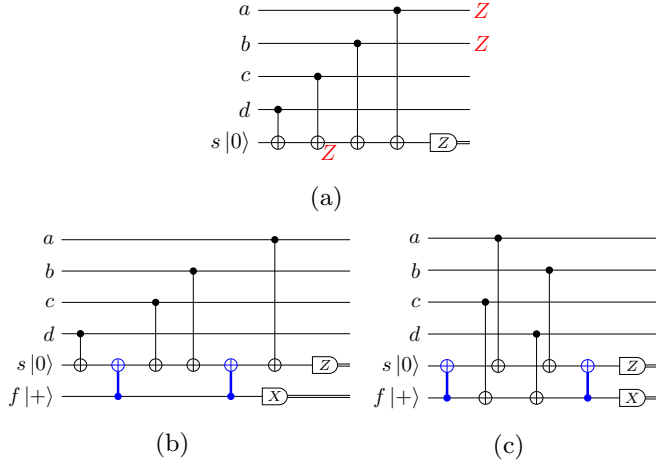 a Z
b Z
c
d
s |0⟩ Z Z
(a)
a
b
c
d
s |0⟩ Z
f |+⟩ X
(b)
a
b
c
d
s |0⟩ Z
f |+⟩ X
(c)